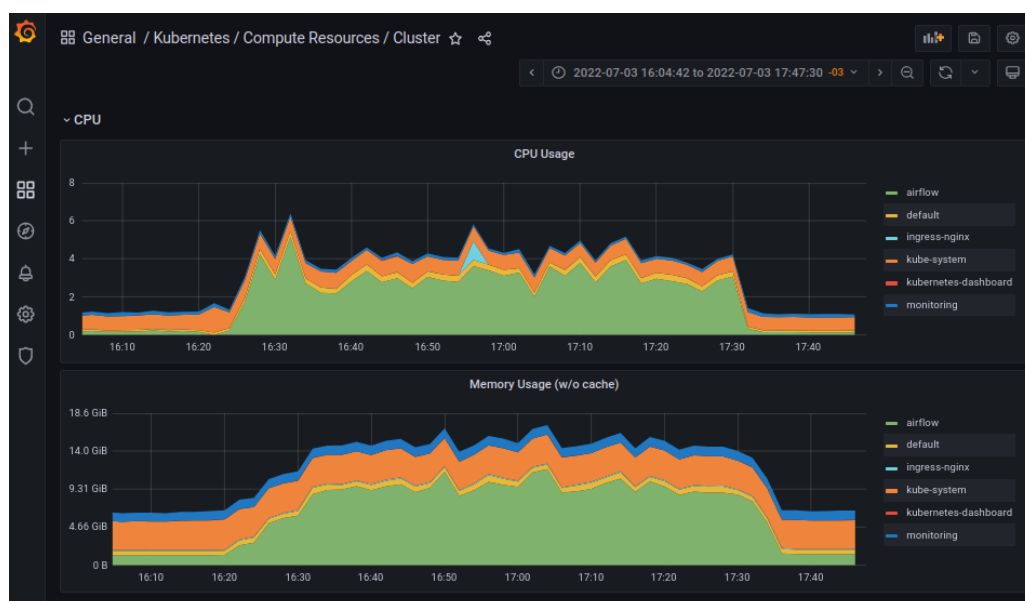 General / Kubernetes / Compute Resources / Cluster
2022-07-03 16:04:42 to 2022-07-03 17:47:30 -03
CPU
CPU Usage
8
6
4
2
0
16:10 16:20 16:30 16:40 16:50 17:00 17:10 17:20 17:30 17:40
airflow
default
ingress-nginx
kube-system
kubernetes-dashboard
monitoring
Memory Usage (w/o cache)
18.6 GiB
14.0 GiB
9.31 GiB
4.66 GiB
0 B
16:10 16:20 16:30 16:40 16:50 17:00 17:10 17:20 17:30 17:40
airflow
default
ingress-nginx
kube-system
kubernetes-dashboard
monitoring